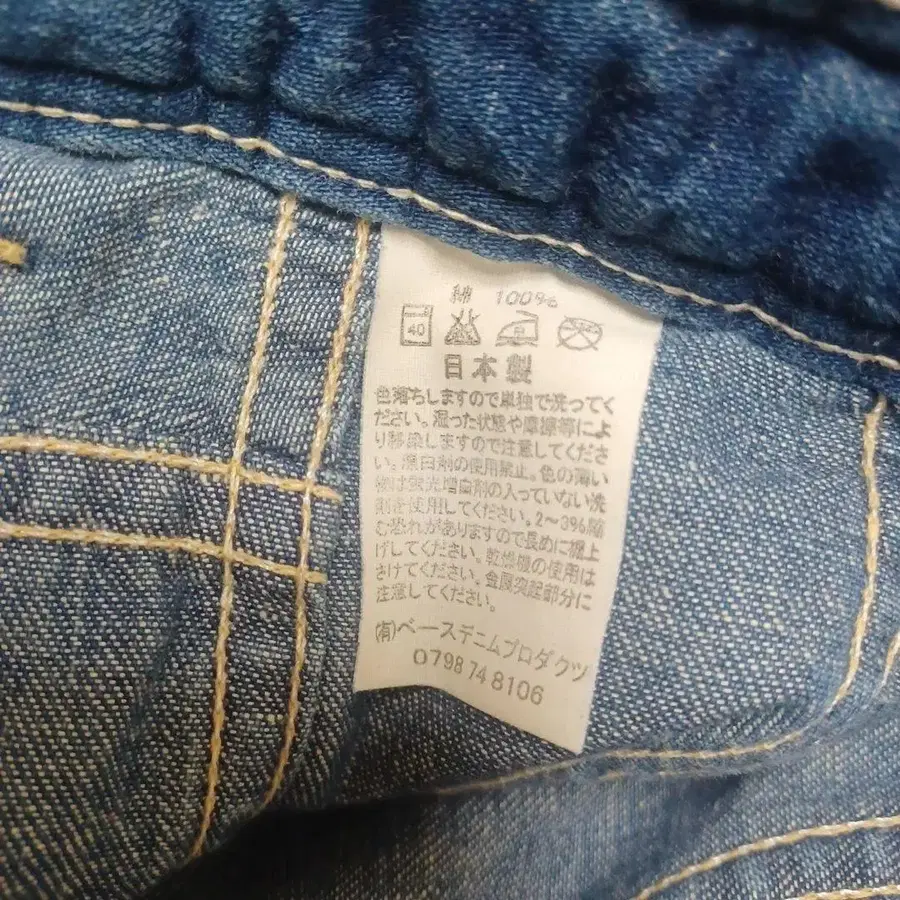 綿 100%
40
日本製
色落ちしますので単独で洗ってく
ださい。湿った状態や摩擦等によ
り移染しますので注意してくださ
い。漂白剤の使用禁止。色の薄い
物は蛍光増白剤の入っていない洗
剤を使用してください。2〜3%縮
む恐れがありますので長めに裾上
げしてください。乾燥機の使用は
さけてください。金属突起部分に
注意してください。
(有)ベースデニムプロダクツ
0798 74 8106